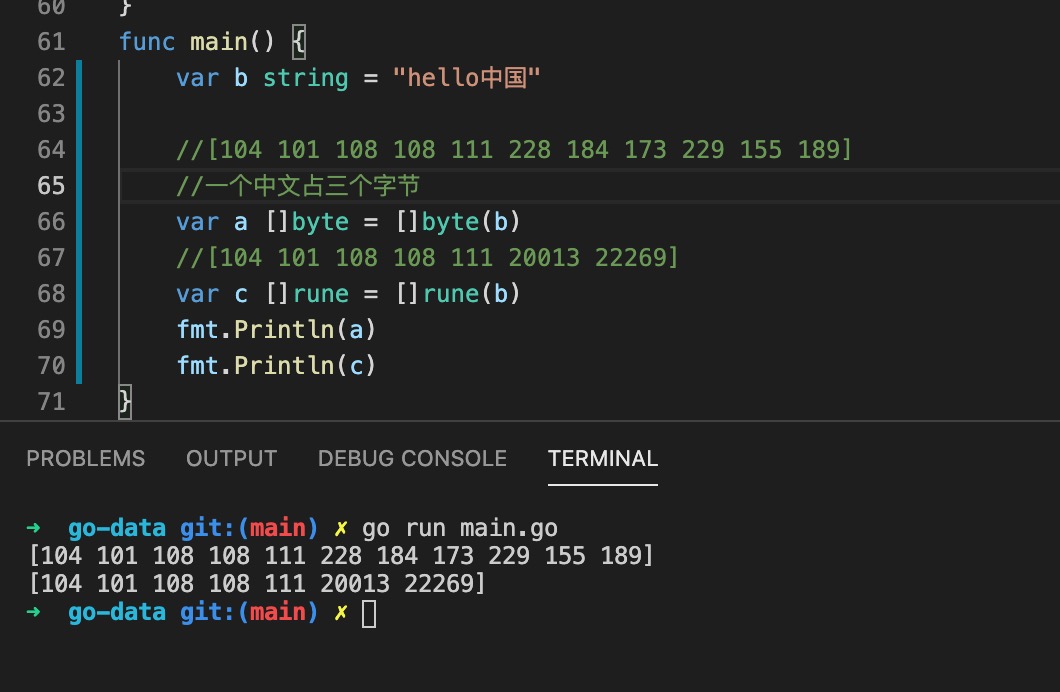 60 }
61 func main() {
62 var b string = "hello中国"
63
64 //[104 101 108 108 111 228 184 173 229 155 189]
65 //一个中文占三个字节
66 var a []byte = []byte(b)
67 //[104 101 108 108 111 20013 22269]
68 var c []rune = []rune(b)
69 fmt.Println(a)
70 fmt.Println(c)
71 }
PROBLEMS OUTPUT DEBUG CONSOLE TERMINAL
➜ go-data git:(main) ✗ go run main.go
[104 101 108 108 111 228 184 173 229 155 189]
[104 101 108 108 111 20013 22269]
➜ go-data git:(main) ✗